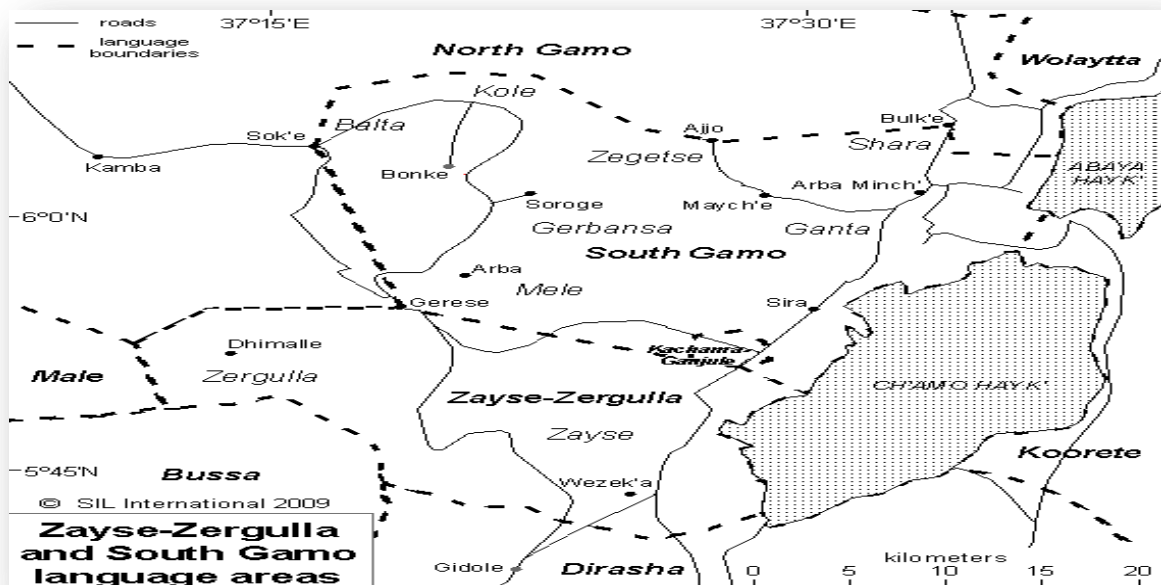 roads
37°15'E
37°30'E
language
boundaries
North Gamo
Wolaytta
Kole
Balta
Sok'e
Ajjo
Bulk'e
Shara
Zegetse
Kamba
Bonke
ABAYA
HAYK'
Arba Minch'
Soroge
Maych'e
6°0'N
Gerbansa
Ganta
South Gamo
Arba
Mele
Gerese
Sira
Dhimalle
Kachama-
Ganjule
Male
Zergulla
CH'AMO HAYK'
Zayse-Zergulla
Zayse
Koorete
5°45'N
Bussa
Wezek'a
© SIL International 2009
Zayse-Zergulla
and South Gamo
language areas
kilometers
Gidole
Dirasha
0 5 10 15 20